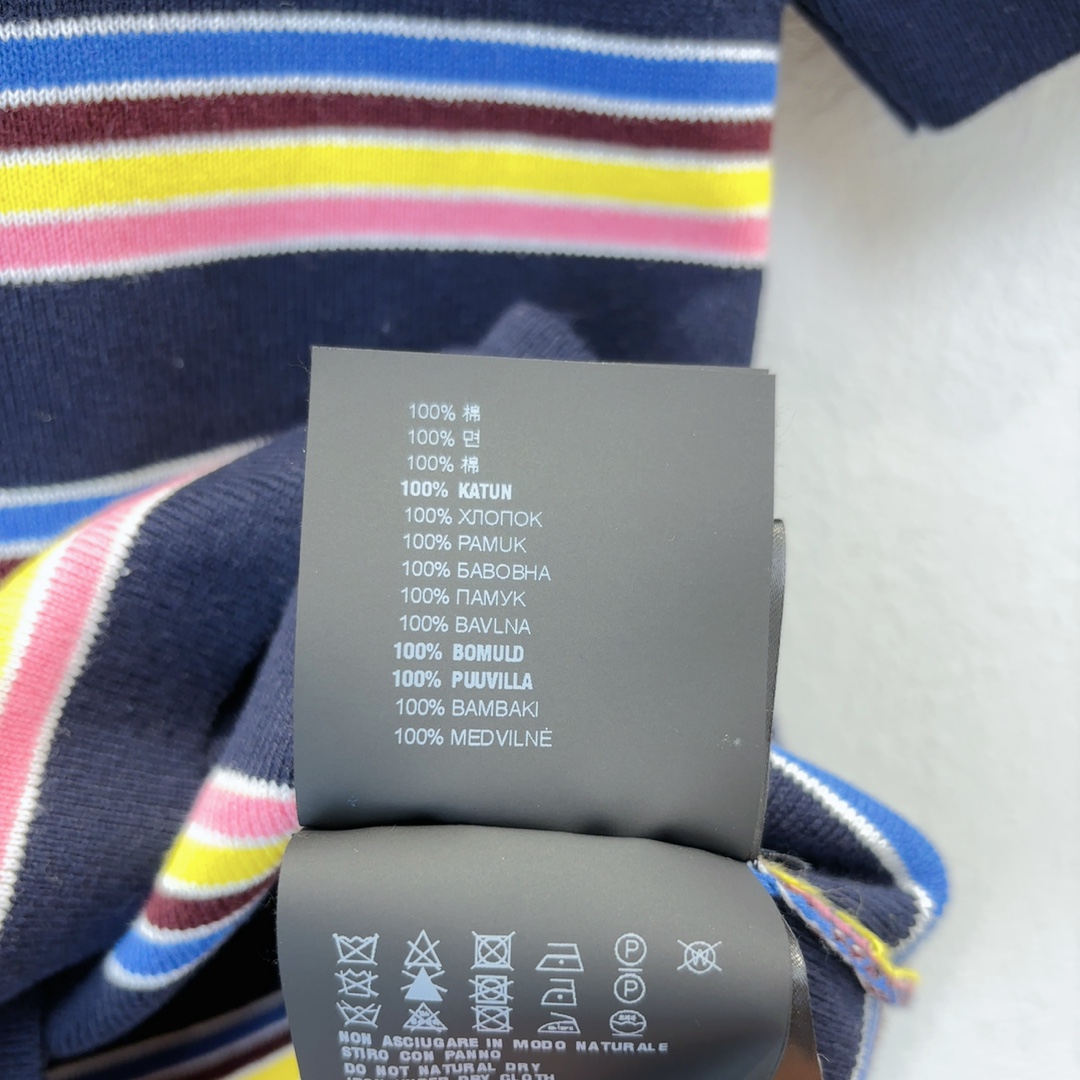 100% 棉
100% 면
100% 棉
100% KATUN
100% ХЛОПОК
100% PAMUK
100% БАВОВНА
100% ПАМУК
100% BAVLNA
100% BOMULD
100% PUUVILLA
100% BAMBAKI
100% MEDVILNĖ
P
W
P
NON ASCIUGARE IN MODO NATURALE
STIRO CON PANNO
DO NOT NATURAL DRY